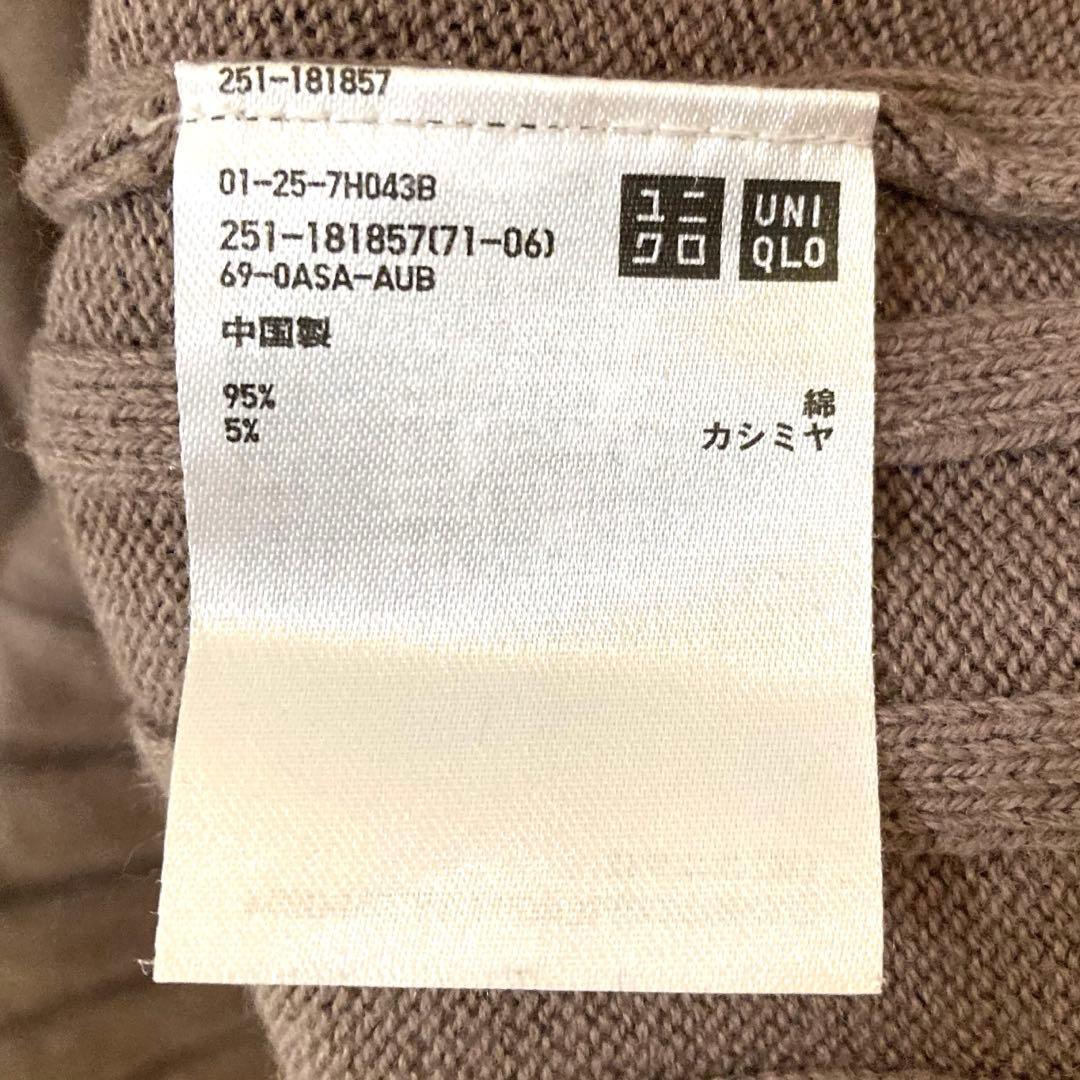 251-181857
01-25-7H043B
251-181857(71-06)
69-0ASA-AUB
ユニ
クロ
UNI
QLO
中国製
95% 綿
5% カシミヤ